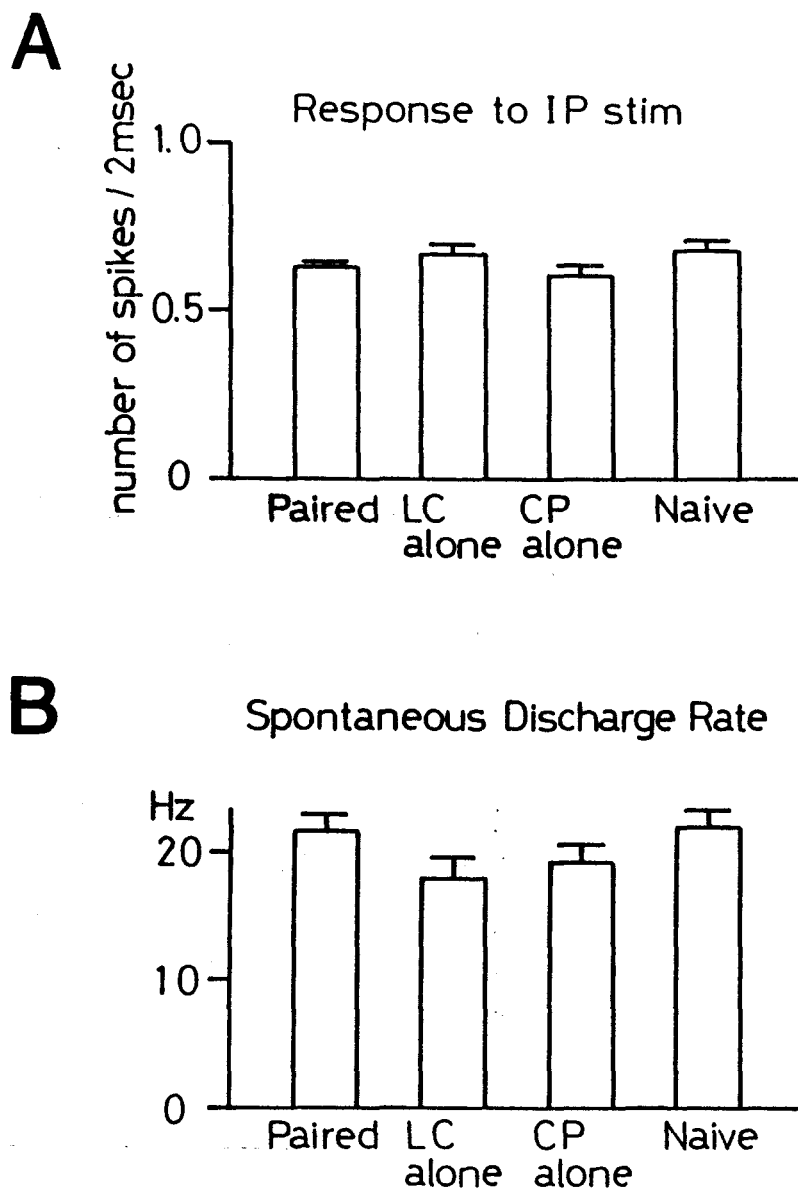 A
Response to IP stim
number of spikes / 2msec
1.0
0.5
0
Paired LC CP Naive
alone alone
B
Spontaneous Discharge Rate
Hz
20
10
0
Paired LC CP Naive
alone alone